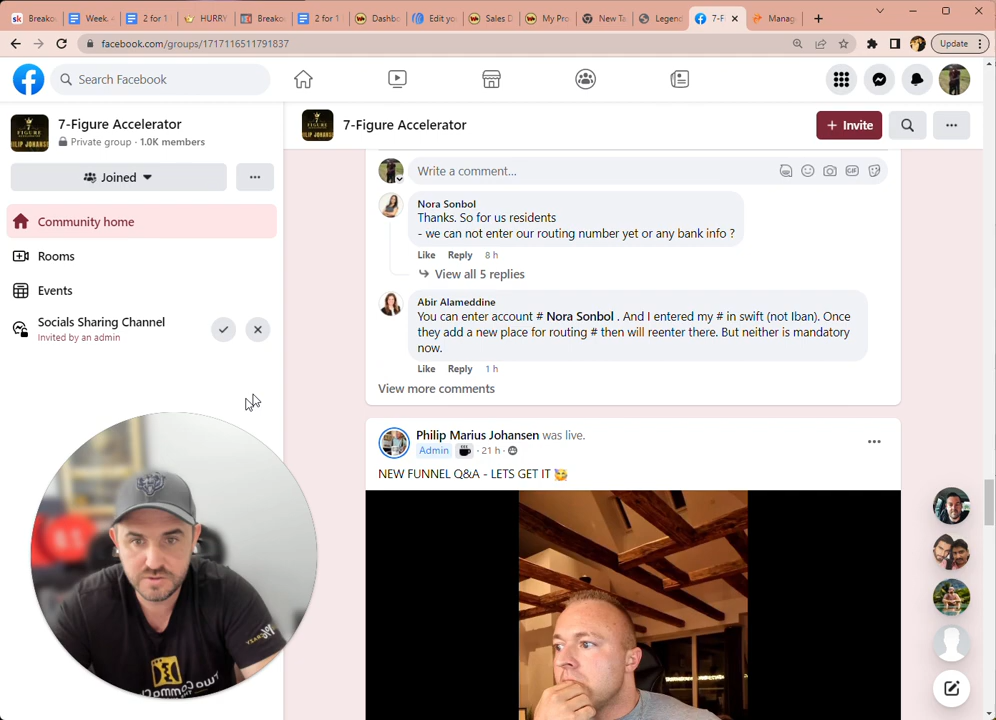 Breako
Week.
2 for 1
HURRY
Breako
2 for 1
Dashbo
Edit yo
Sales D
My Pro
New Ta
Legend
7-Fi
Manag
facebook.com/groups/1717116511791837
Update
Search Facebook
7-Figure Accelerator
Private group · 1.0K members
Joined
Community home
Rooms
Events
Socials Sharing Channel
Invited by an admin
7-Figure Accelerator
+ Invite
Write a comment...
GIF
Nora Sonbol
Thanks. So for us residents
- we can not enter our routing number yet or any bank info ?
Like Reply 8 h
View all 5 replies
Abir Alameddine
You can enter account # Nora Sonbol . And I entered my # in swift (not Iban). Once
they add a new place for routing # then will reenter there. But neither is mandatory
now.
Like Reply 1 h
View more comments
Philip Marius Johansen was live.
Admin · 21 h ·
NEW FUNNEL Q&A - LETS GET IT